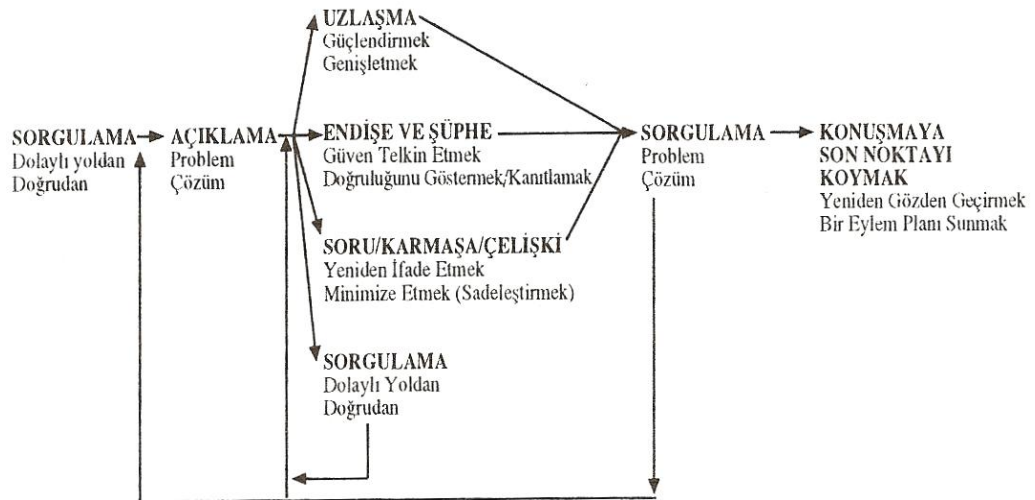 SORGULAMA
Dolaylı yoldan
Doğrudan
AÇIKLAMA
Problem
Çözüm
UZLAŞMA
Güçlendirmek
Genişletmek
ENDİŞE VE ŞÜPHE
Güven Telkin Etmek
Doğruluğunu Göstermek/Kanıtlamak
SORU/KARMAŞA/ÇELİŞKİ
Yeniden İfade Etmek
Minimize Etmek (Sadeleştirmek)
SORGULAMA
Dolaylı Yoldan
Doğrudan
SORGULAMA
Problem
Çözüm
KONUŞMAYA
SON NOKTAYI
KOYMAK
Yeniden Gözden Geçirmek
Bir Eylem Planı Sunmak